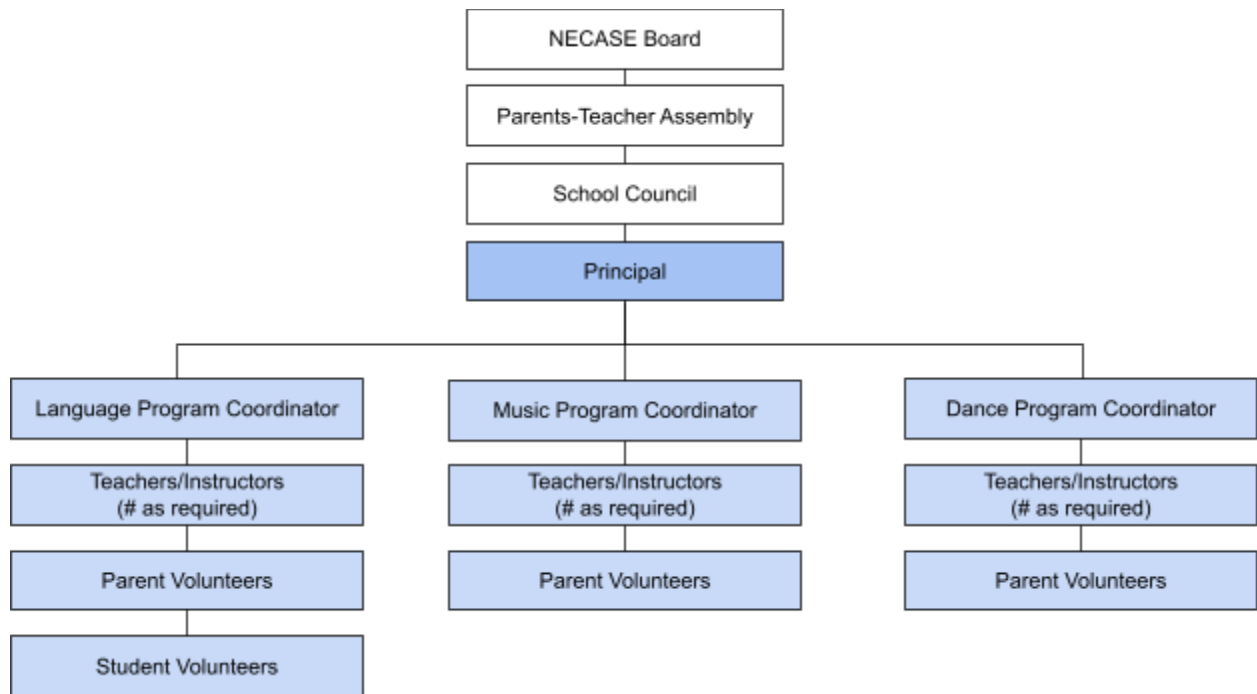 NECASE Board
Parents-Teacher Assembly
School Council
Principal
Language Program Coordinator
Music Program Coordinator
Dance Program Coordinator
Teachers/Instructors
(# as required)
Teachers/Instructors
(# as required)
Teachers/Instructors
(# as required)
Parent Volunteers
Parent Volunteers
Parent Volunteers
Student Volunteers